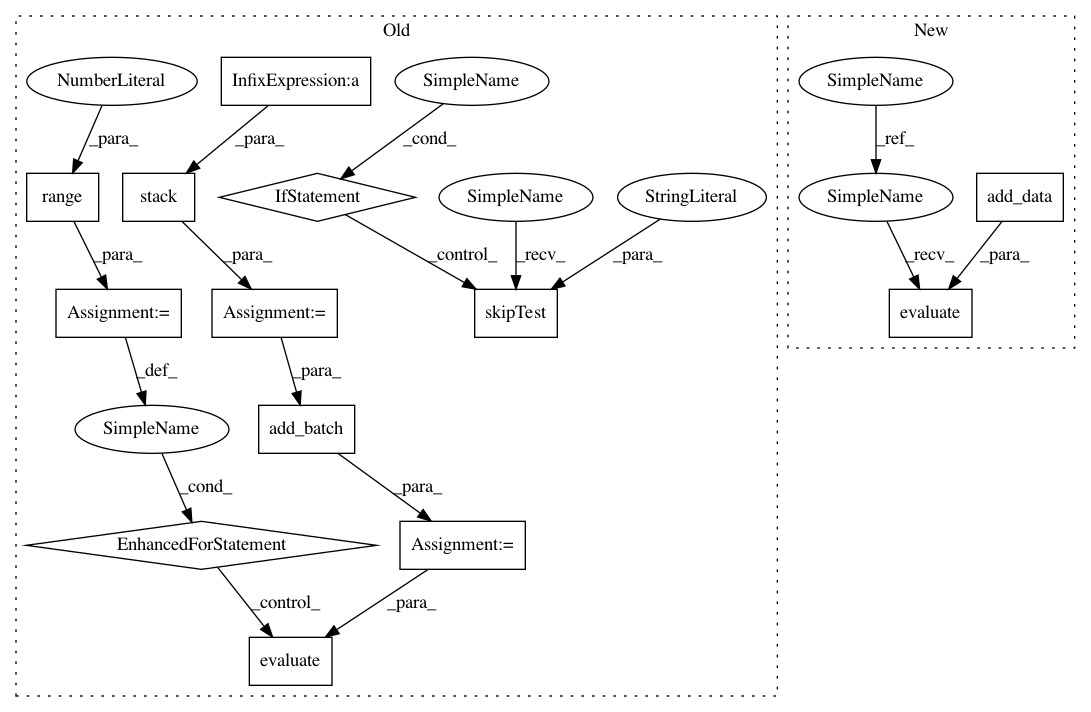 Old
New
NumberLiteral
InfixExpression:a
SimpleName
SimpleName
_para_
_para_
_cond_
_ref_
range
stack
IfStatement
SimpleName
StringLiteral
SimpleName
add_data
_para_
_para_
_control_
_recv_
_para_
_recv_
_para_
Assignment:=
Assignment:=
skipTest
evaluate
_def_
_para_
SimpleName
add_batch
_cond_
_para_
EnhancedForStatement
Assignment:=
_control_
_para_
evaluate